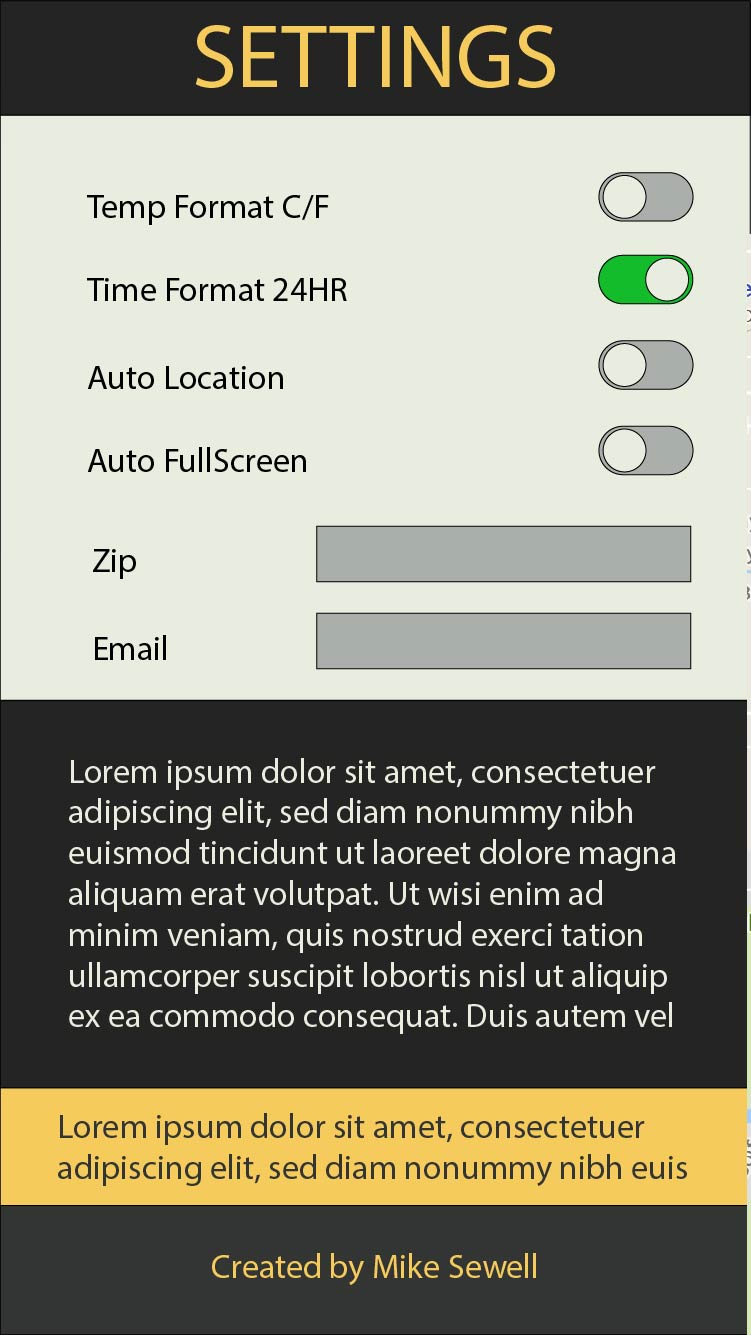 SETTINGS
Temp Format C/F
Time Format 24HR
Auto Location
Auto FullScreen
Zip
Email
Lorem ipsum dolor sit amet, consectetuer
adipiscing elit, sed diam nonummy nibh
euismod tincidunt ut laoreet dolore magna
aliquam erat volutpat. Ut wisi enim ad
minim veniam, quis nostrud exerci tation
ullamcorper suscipit lobortis nisl ut aliquip
ex ea commodo consequat. Duis autem vel
Lorem ipsum dolor sit amet, consectetuer
adipiscing elit, sed diam nonummy nibh euis
Created by Mike Sewell